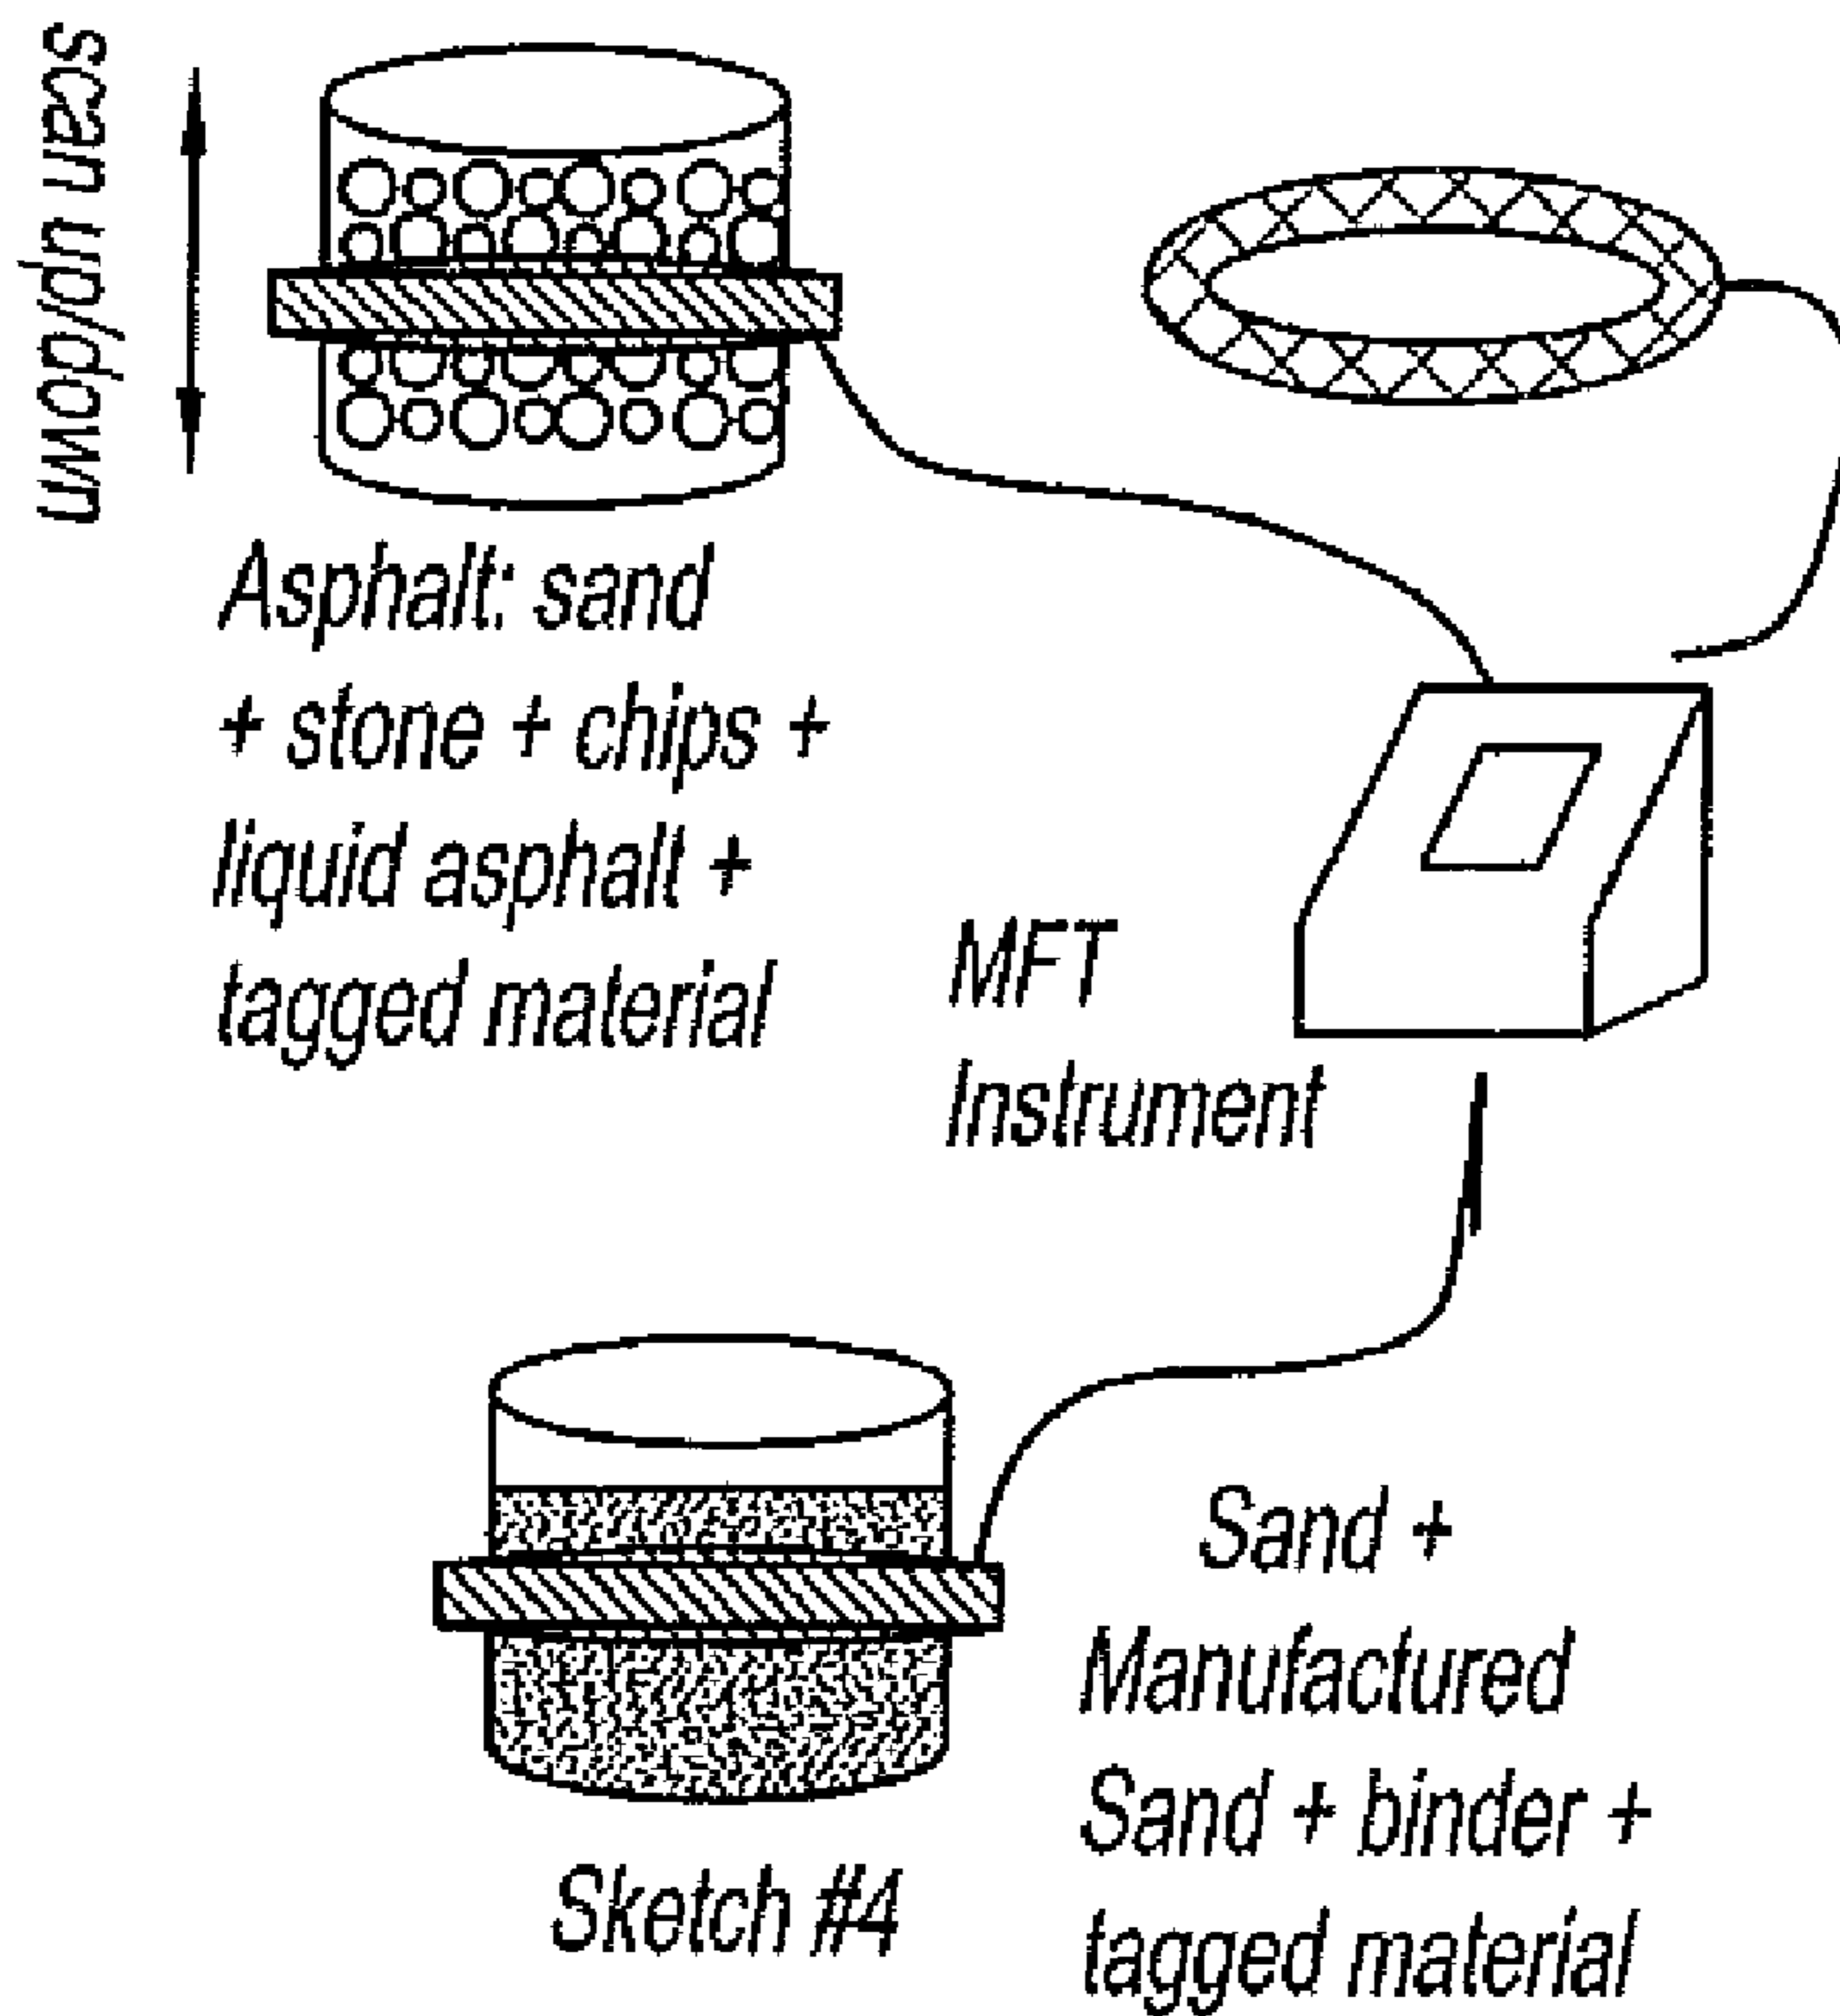 scan up/down
Asphalt: sand
+ stone + chips +
liquid asphalt +
tagged material
MFT
Instrument
Sand +
Manufactured
Sand + binder +
tagged material
Sketch #4